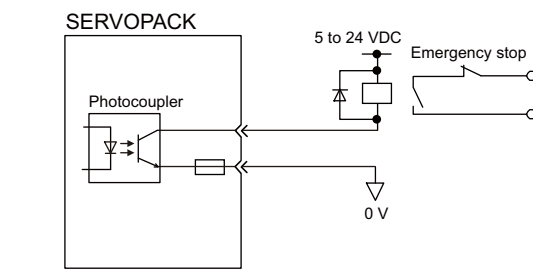 SERVOPACK
5 to 24 VDC
Emergency stop
Photocoupler
0 V